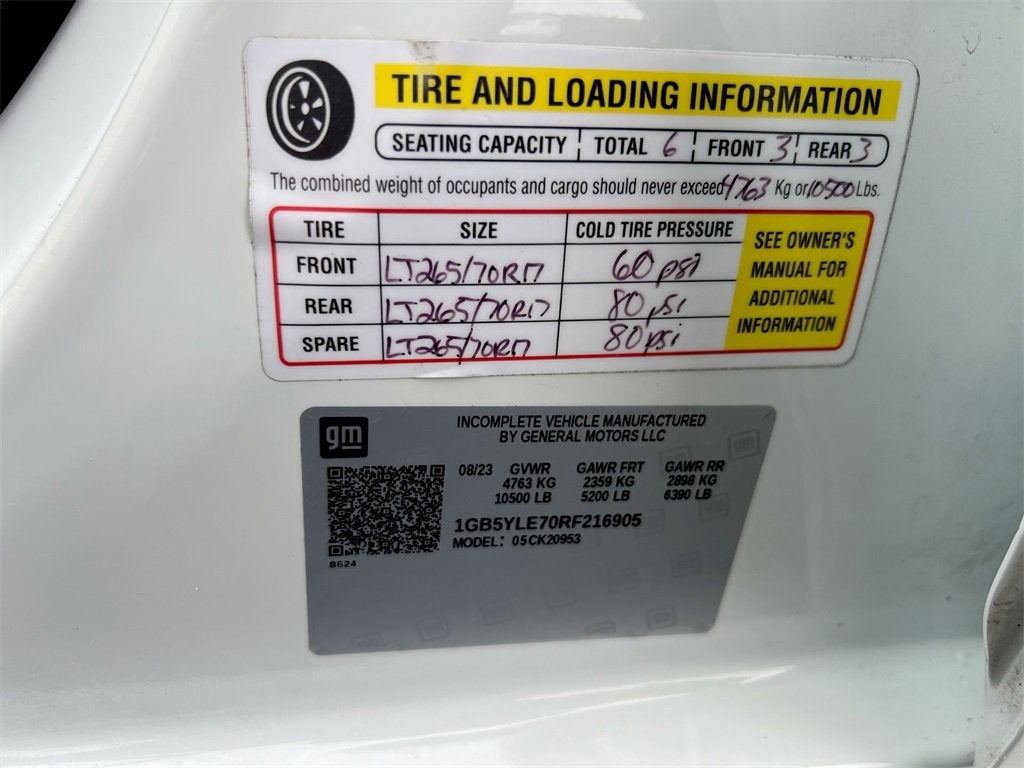 TIRE AND LOADING INFORMATION
SEATING CAPACITY TOTAL 6 FRONT 3 REAR 3
The combined weight of occupants and cargo should never exceed 4763 Kg or 10500 Lbs.
TIRE SIZE COLD TIRE PRESSURE
FRONT LT265/70R17 60 psi
REAR LT265/70R17 80 psi
SPARE LT265/70R17 80 psi
SEE OWNER'S
MANUAL FOR
ADDITIONAL
INFORMATION
gm
INCOMPLETE VEHICLE MANUFACTURED
BY GENERAL MOTORS LLC
08/23 GVWR GAWR FRT GAWR RR
4763 KG 2359 KG 2898 KG
10500 LB 5200 LB 6390 LB
1GB5YLE70RF216905
MODEL: 05CK20953
B624